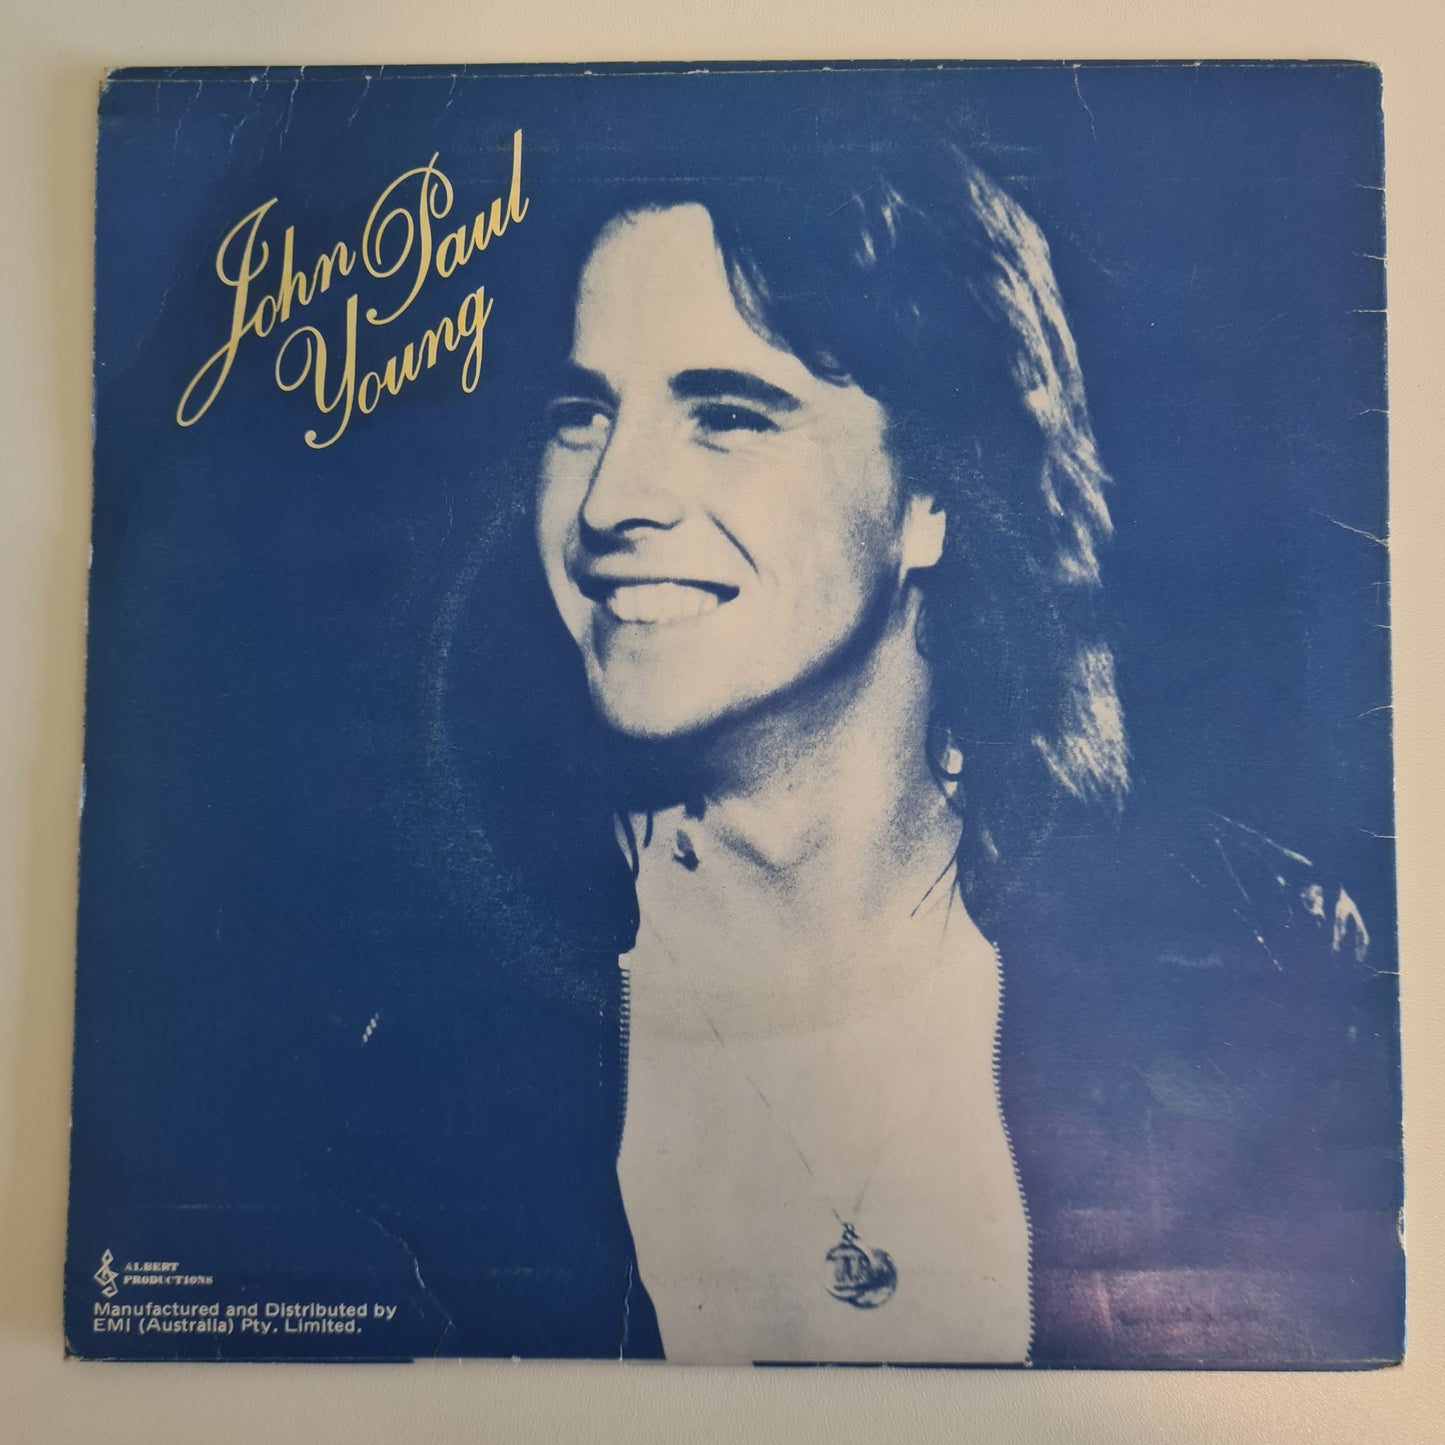 John Paul
Young
ALBERT
PRODUCTIONS
Manufactured and Distributed by
EMI (Australia) Pty. Limited.